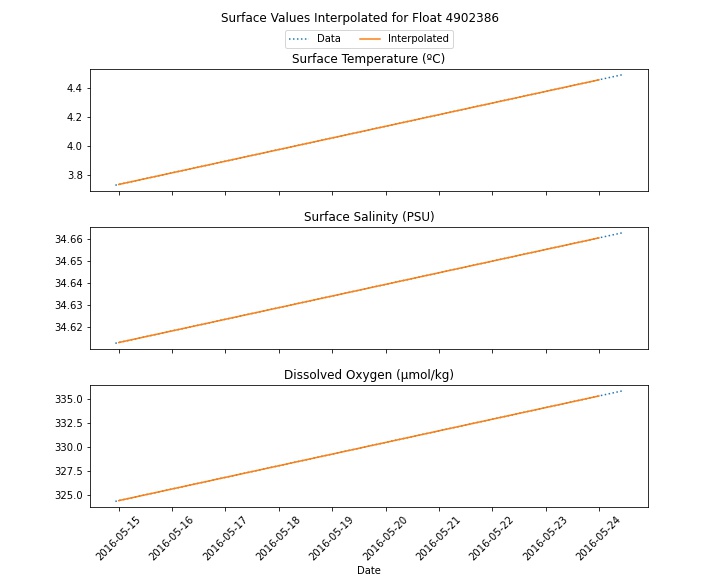 Surface Values Interpolated for Float 4902386
Data Interpolated
Surface Temperature (ºC)
4.4
4.2
4.0
3.8
Surface Salinity (PSU)
34.66
34.65
34.64
34.63
34.62
Dissolved Oxygen (μmol/kg)
335.0
332.5
330.0
327.5
325.0
2016-05-15 2016-05-16 2016-05-17 2016-05-18 2016-05-19 2016-05-20 2016-05-21 2016-05-22 2016-05-23 2016-05-24
Date